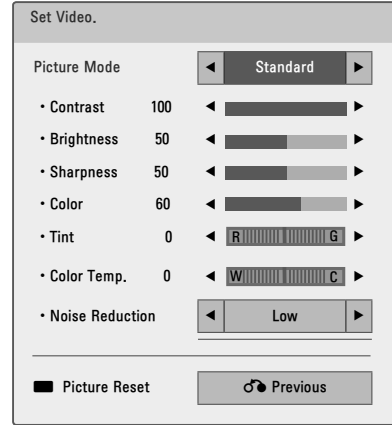 Set Video.
Picture Mode Standard
• Contrast 100
• Brightness 50
• Sharpness 50
• Color 60
• Tint 0 R G
• Color Temp. 0 W C
• Noise Reduction Low
Picture Reset Previous